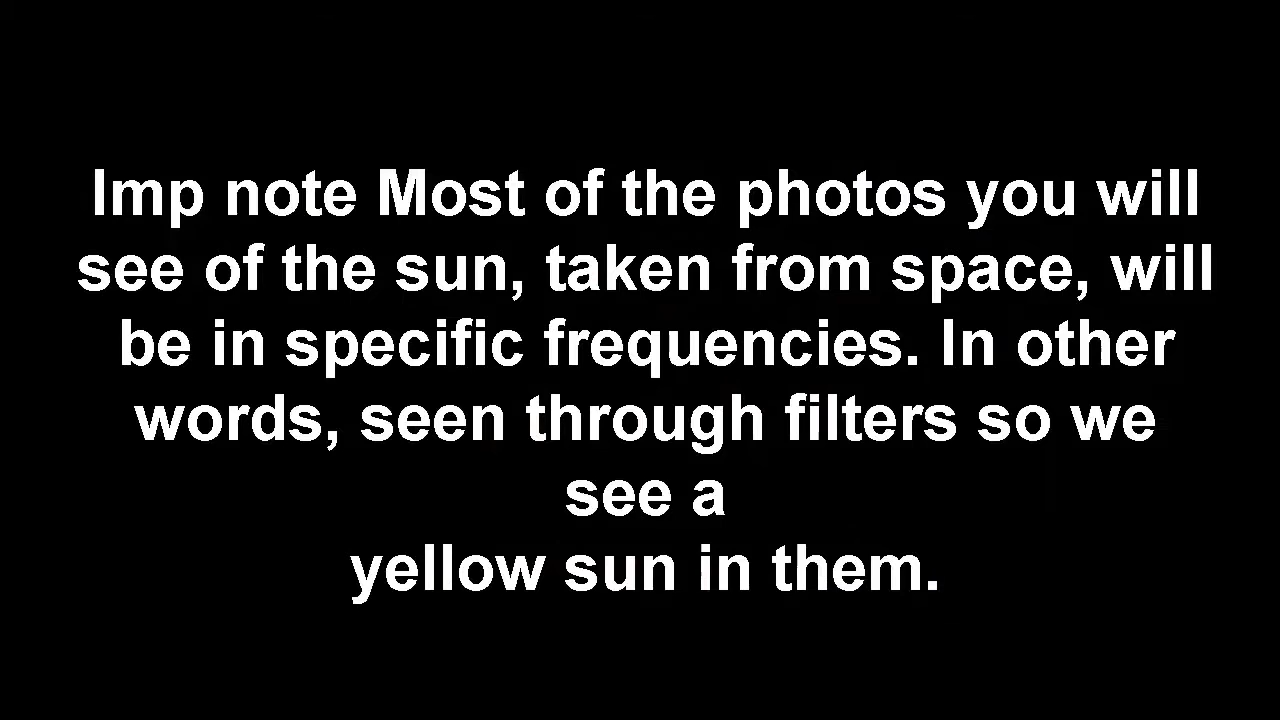 Imp note Most of the photos you will
see of the sun, taken from space, will
be in specific frequencies. In other
words, seen through filters so we
see a
yellow sun in them.